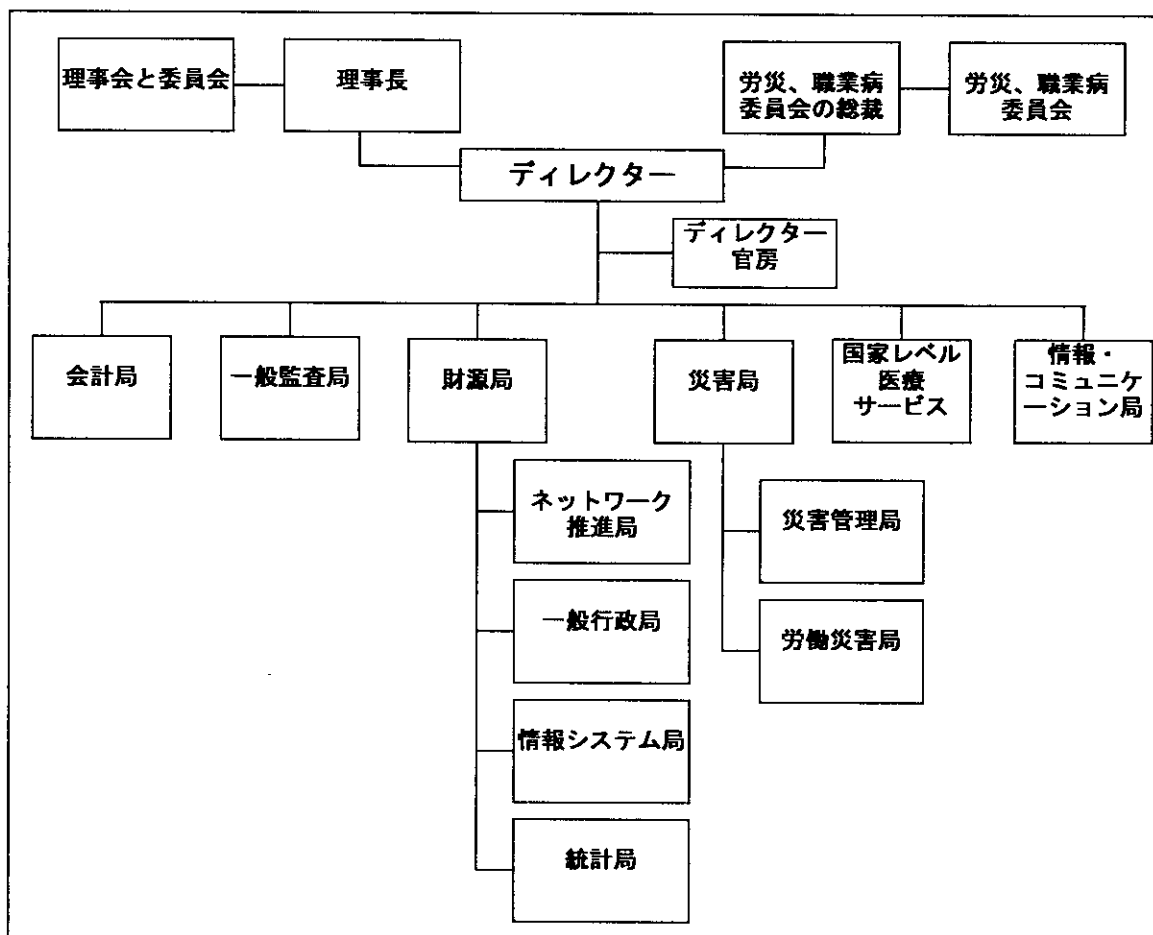 理事会と委員会
理事長
労災、職業病
委員会の総裁
労災、職業病
委員会
ディレクター
ディレクター
官房
会計局
一般監査局
財源局
災害局
国家レベル
医療
サービス
情報・
コミュニケ
ーション局
ネットワーク
推進局
一般行政局
情報システム局
統計局
災害管理局
労働災害局